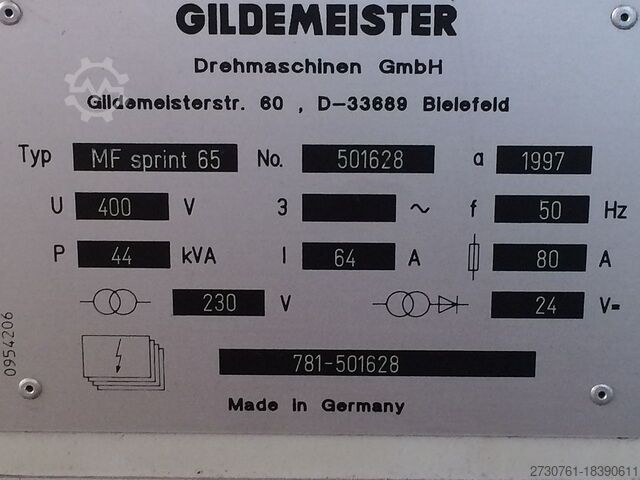 GILDEMEISTER
Drehmaschinen GmbH
Gildemeisterstr. 60 , D-33689 Bielefeld
Typ MF sprint 65 No. 501628 a 1997
U 400 V 3 ~ f 50 Hz
P 44 kVA I 64 A 80 A
230 V 24 V=
781-501628
Made in Germany
0954206
2730761-18390611